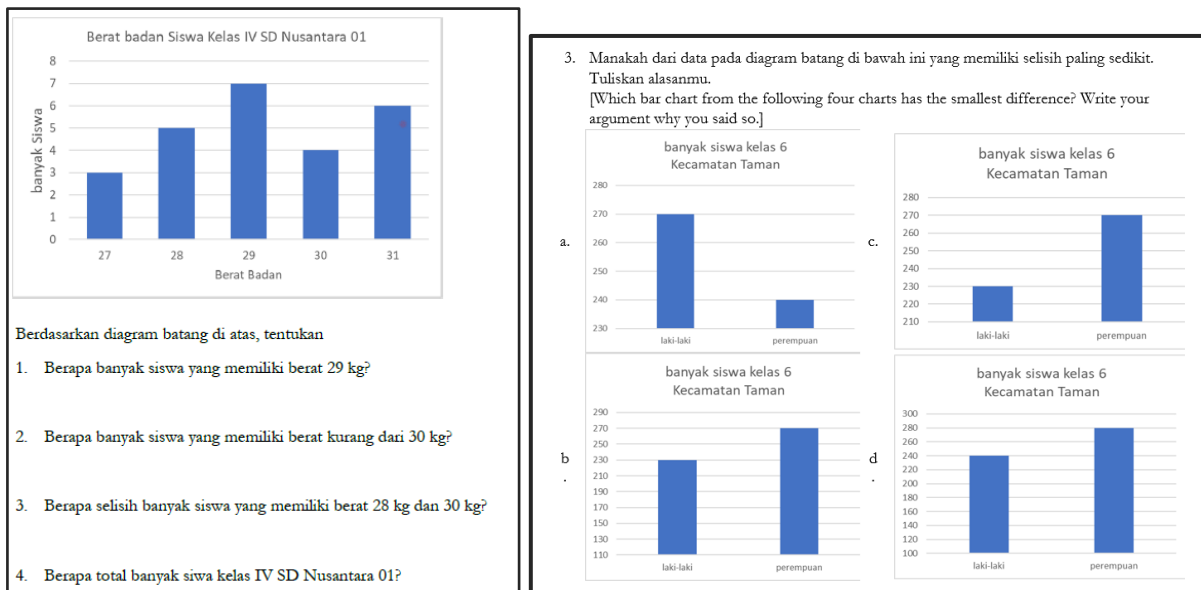 Berat badan Siswa Kelas IV SD Nusantara 01
8
7
6
5
4
3
2
1
0
banyak Siswa
27 28 29 30 31
Berat Badan
Berdasarkan diagram batang di atas, tentukan
1. Berapa banyak siswa yang memiliki berat 29 kg?
2. Berapa banyak siswa yang memiliki berat kurang dari 30 kg?
3. Berapa selisih banyak siswa yang memiliki berat 28 kg dan 30 kg?
4. Berapa total banyak siwa kelas IV SD Nusantara 01?
3. Manakah dari data pada diagram batang di bawah ini yang memiliki selisih paling sedikit.
Tuliskan alasanmu.
[Which bar chart from the following four charts has the smallest difference? Write your
argument why you said so.]
a.
banyak siswa kelas 6
Kecamatan Taman
280
270
260
250
240
230
laki-laki perempuan
c.
banyak siswa kelas 6
Kecamatan Taman
280
270
260
250
240
230
220
210
laki-laki perempuan
b
.
banyak siswa kelas 6
Kecamatan Taman
290
270
250
230
210
190
170
150
130
110
laki-laki perempuan
d
.
banyak siswa kelas 6
Kecamatan Taman
300
280
260
240
220
200
180
160
140
120
100
laki-laki perempuan